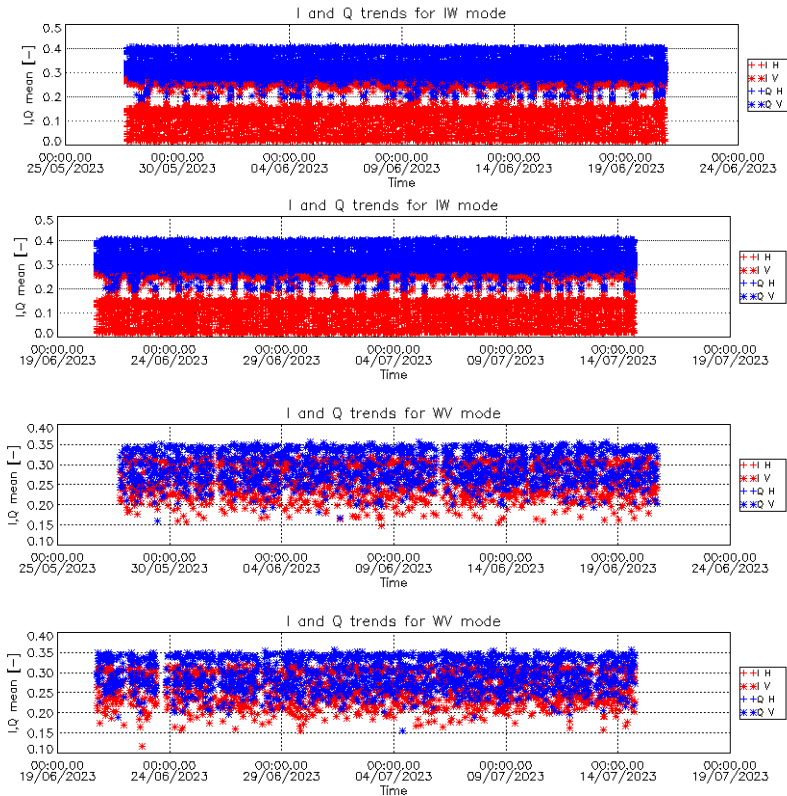 I and Q trends for IW mode
I,Q mean [-]
0.5
0.4
0.3
0.2
0.1
0.0
00:00.00 00:00.00 00:00.00 00:00.00 00:00.00 00:00.00 00:00.00
25/05/2023 30/05/2023 04/06/2023 09/06/2023 14/06/2023 19/06/2023 24/06/2023
Time
I H
I V
Q H
Q V
I and Q trends for IW mode
I,Q mean [-]
0.5
0.4
0.3
0.2
0.1
0.0
00:00.00 00:00.00 00:00.00 00:00.00 00:00.00 00:00.00 00:00.00
19/06/2023 24/06/2023 29/06/2023 04/07/2023 09/07/2023 14/07/2023 19/07/2023
Time
I H
I V
Q H
Q V
I and Q trends for WV mode
I,Q mean [-]
0.40
0.35
0.30
0.25
0.20
0.15
0.10
00:00.00 00:00.00 00:00.00 00:00.00 00:00.00 00:00.00 00:00.00
25/05/2023 30/05/2023 04/06/2023 09/06/2023 14/06/2023 19/06/2023 24/06/2023
Time
I H
I V
Q H
Q V
I and Q trends for WV mode
I,Q mean [-]
0.40
0.35
0.30
0.25
0.20
0.15
0.10
00:00.00 00:00.00 00:00.00 00:00.00 00:00.00 00:00.00 00:00.00
19/06/2023 24/06/2023 29/06/2023 04/07/2023 09/07/2023 14/07/2023 19/07/2023
Time
I H
I V
Q H
Q V